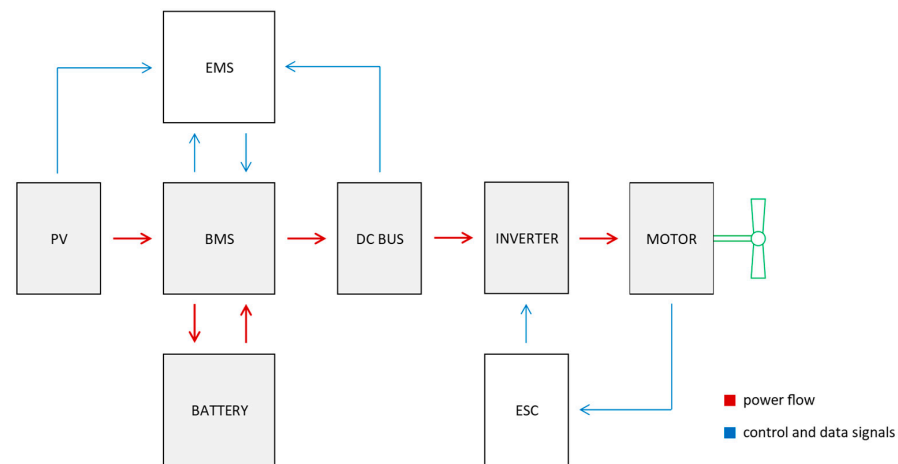 EMS
PV
BMS
DC BUS
INVERTER
MOTOR
BATTERY
ESC
power flow
control and data signals